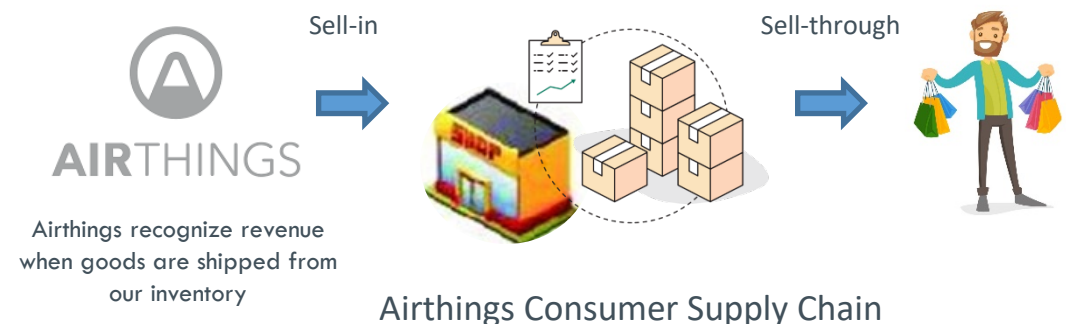 Sell-in
Sell-through
SHOP
AIRTHINGS
Airthings recognize revenue
when goods are shipped from
our inventory
Airthings Consumer Supply Chain